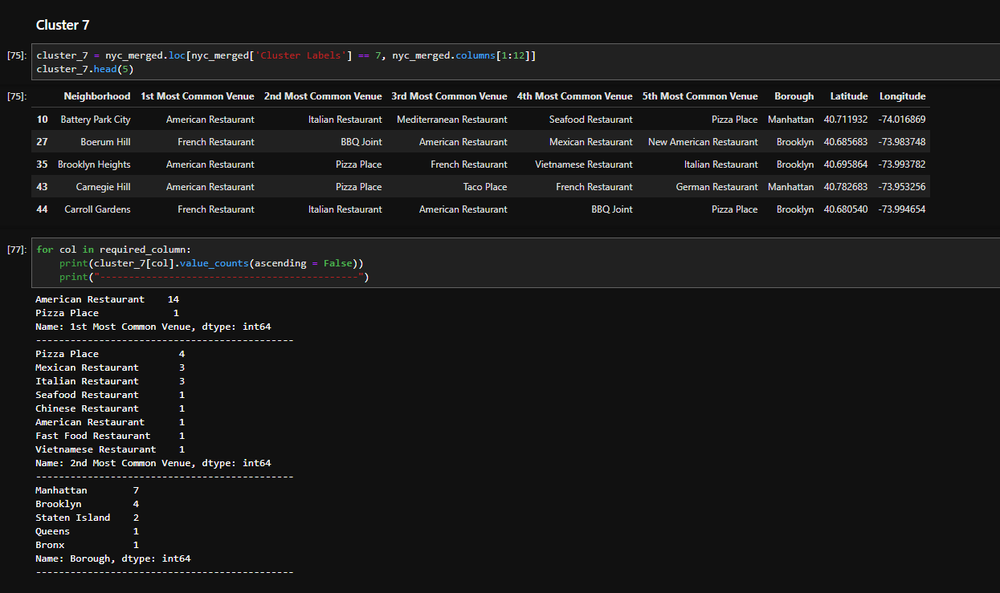 Cluster 7
[75]: cluster_7 = nyc_merged.loc[nyc_merged['Cluster Labels'] == 7, nyc_merged.columns[1:12]]
cluster_7.head(5)
[75]: Neighborhood 1st Most Common Venue 2nd Most Common Venue 3rd Most Common Venue 4th Most Common Venue 5th Most Common Venue Borough Latitude Longitude
10 Battery Park City American Restaurant Italian Restaurant Mediterranean Restaurant Seafood Restaurant Pizza Place Manhattan 40.711932 -74.016869
27 Boerum Hill French Restaurant BBQ Joint American Restaurant Mexican Restaurant New American Restaurant Brooklyn 40.685683 -73.983748
35 Brooklyn Heights American Restaurant Pizza Place French Restaurant Vietnamese Restaurant Italian Restaurant Brooklyn 40.695864 -73.993782
43 Carnegie Hill American Restaurant Pizza Place Taco Place French Restaurant German Restaurant Manhattan 40.782683 -73.953256
44 Carroll Gardens French Restaurant Italian Restaurant American Restaurant BBQ Joint Pizza Place Brooklyn 40.680540 -73.994654
[77]: for col in required_column:
print(cluster_7[col].value_counts(ascending = False))
print("---------------------------------------------")
American Restaurant 14
Pizza Place 1
Name: 1st Most Common Venue, dtype: int64
---------------------------------------------
Pizza Place 4
Mexican Restaurant 3
Italian Restaurant 3
Seafood Restaurant 1
Chinese Restaurant 1
American Restaurant 1
Fast Food Restaurant 1
Vietnamese Restaurant 1
Name: 2nd Most Common Venue, dtype: int64
---------------------------------------------
Manhattan 7
Brooklyn 4
Staten Island 2
Queens 1
Bronx 1
Name: Borough, dtype: int64
---------------------------------------------